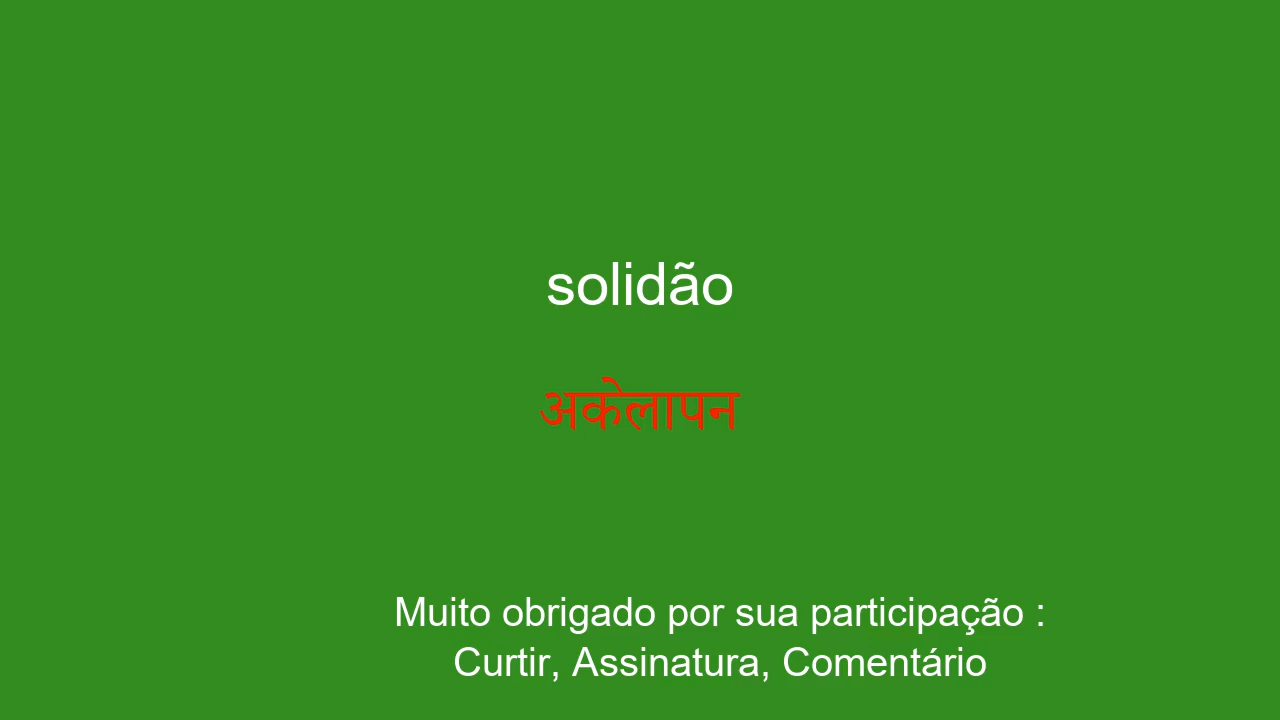 solidão
अकेलापन
Muito obrigado por sua participação :
Curtir, Assinatura, Comentário